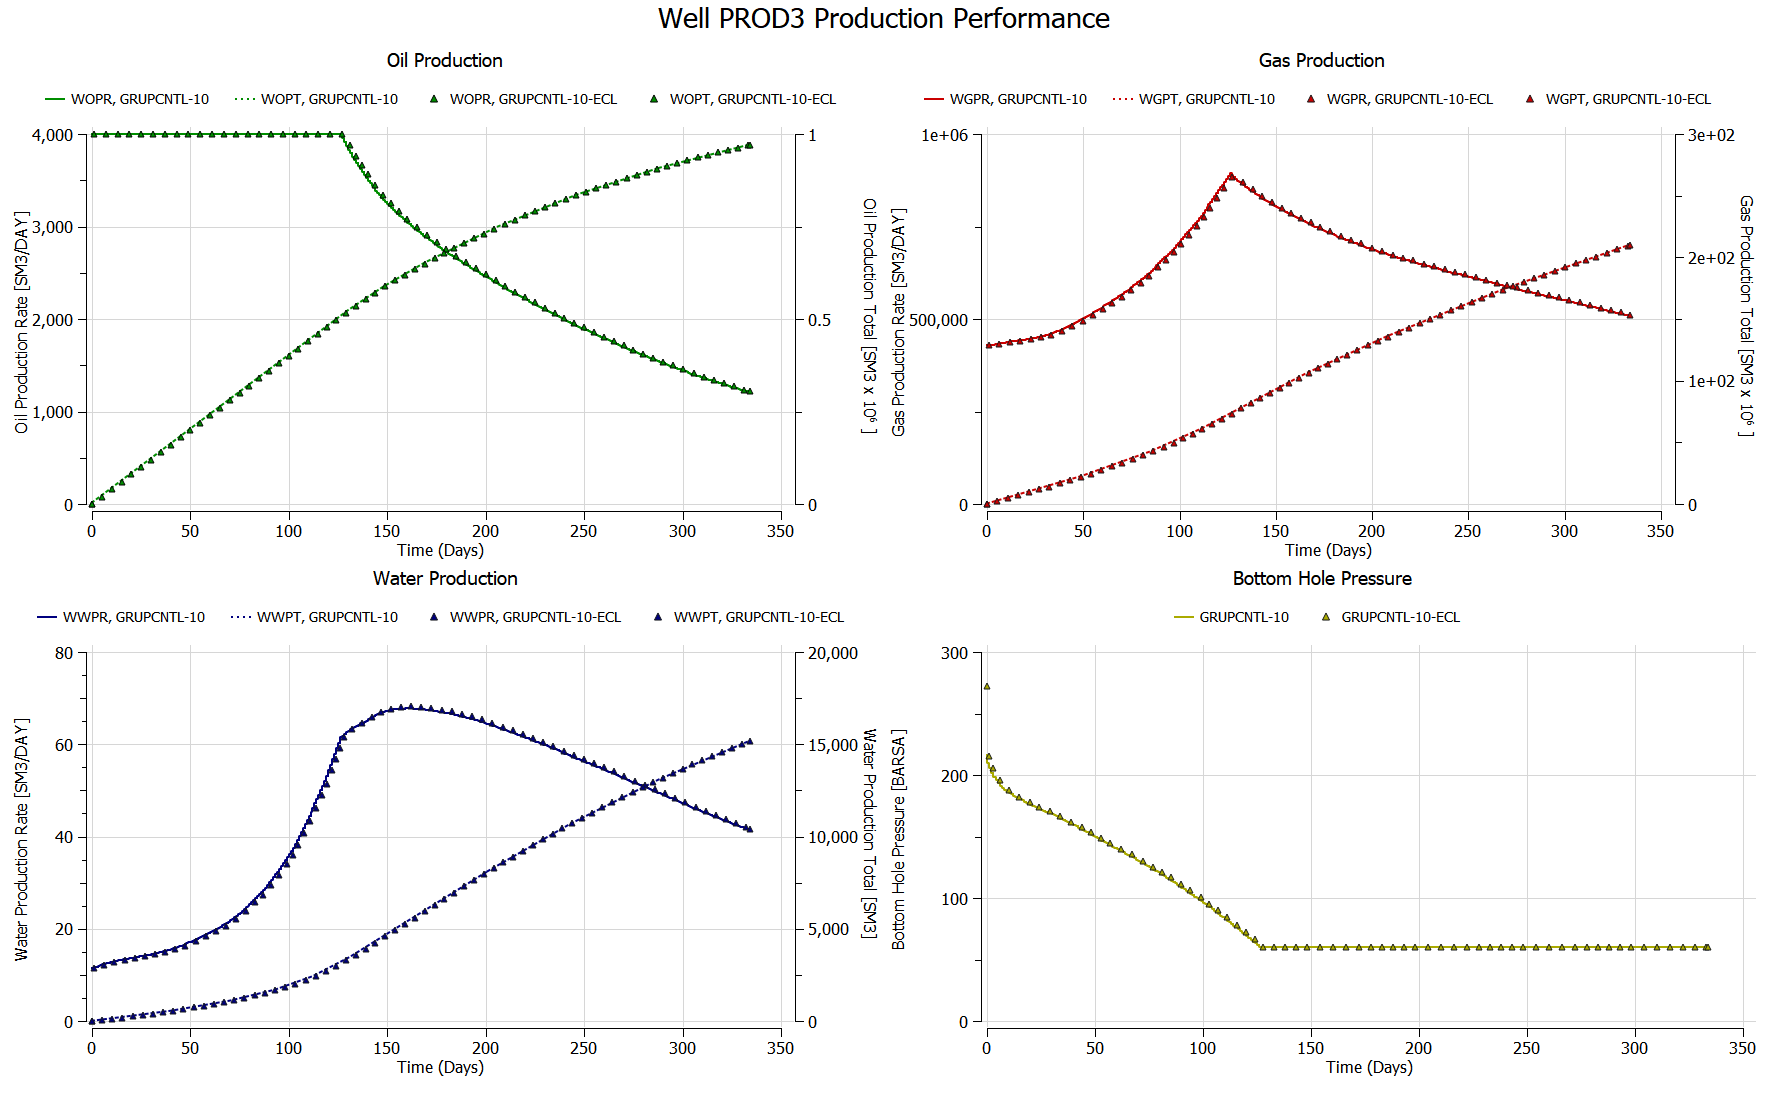 Well PROD3 Production Performance
Oil Production
WOPR, GRUPCNTL-10 WOPT, GRUPCNTL-10 WOPR, GRUPCNTL-10-ECL WOPT, GRUPCNTL-10-ECL
4,000
3,000
2,000
1,000
0
Oil Production Rate [SM3/DAY]
1
0.5
0
Oil Production Total [SM3 x 10⁶ ]
0 50 100 150 200 250 300 350
Time (Days)
Gas Production
WGPR, GRUPCNTL-10 WGPT, GRUPCNTL-10 WGPR, GRUPCNTL-10-ECL WGPT, GRUPCNTL-10-ECL
1e+06
500,000
0
Gas Production Rate [SM3/DAY]
3e+02
2e+02
1e+02
0
Gas Production Total [SM3 x 10⁶ ]
0 50 100 150 200 250 300 350
Time (Days)
Water Production
WWPR, GRUPCNTL-10 WWPT, GRUPCNTL-10 WWPR, GRUPCNTL-10-ECL WWPT, GRUPCNTL-10-ECL
80
60
40
20
0
Water Production Rate [SM3/DAY]
20,000
15,000
10,000
5,000
0
Water Production Total [SM3]
0 50 100 150 200 250 300 350
Time (Days)
Bottom Hole Pressure
GRUPCNTL-10 GRUPCNTL-10-ECL
300
200
100
0
Bottom Hole Pressure [BARSA]
0 50 100 150 200 250 300 350
Time (Days)